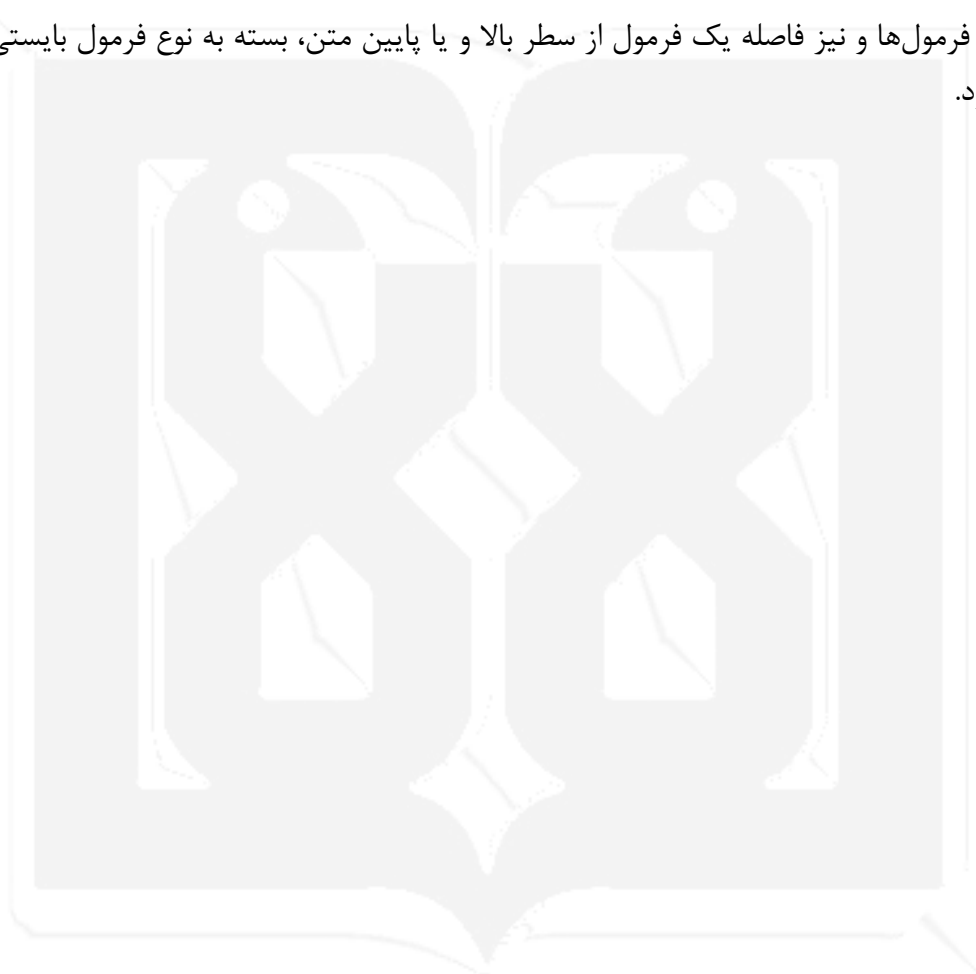 فرمول‌ها و نیز فاصله یک فرمول از سطر بالا و یا پایین متن، بسته به نوع فرمول بایستی